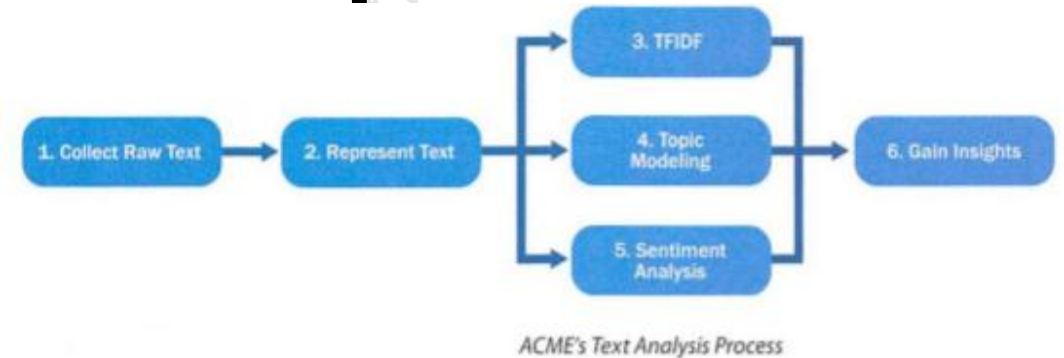 3. TFIDF
1. Collect Raw Text
2. Represent Text
4. Topic
Modeling
6. Gain Insights
5. Sentiment
Analysis
ACME's Text Analysis Process